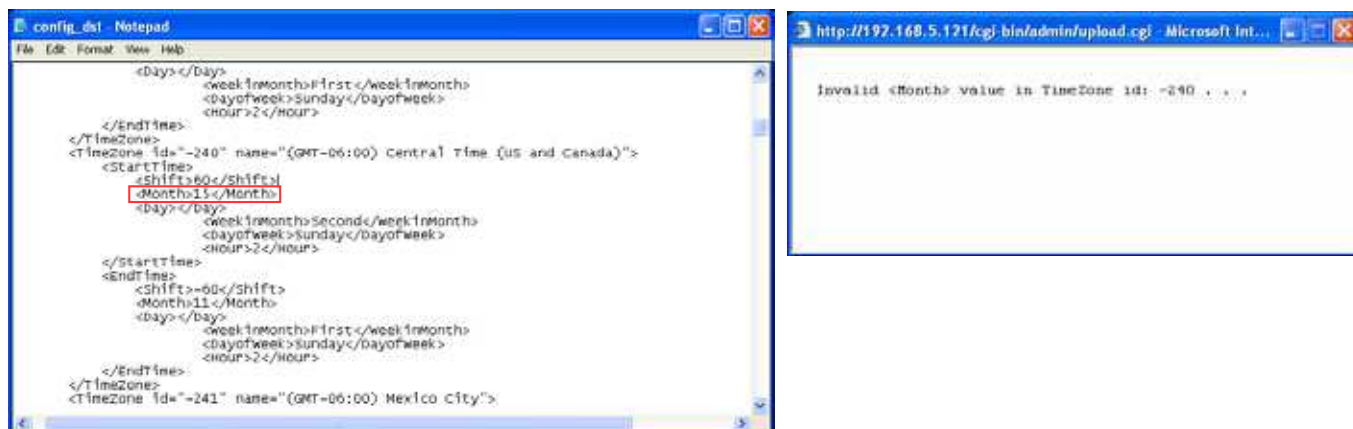 config_dst - Notepad
File Edit Format View Help
<Day></Day>
<WeekinMonth>First</WeekinMonth>
<DayofWeek>Sunday</DayofWeek>
<Hour>2</Hour>
</EndTime>
</TimeZone>
<TimeZone id="-240" name="(GMT-06:00) Central Time (US and Canada)">
<StartTime>
<Shift>60</Shift>
<Month>15</Month>
<Day></Day>
<WeekinMonth>Second</WeekinMonth>
<DayofWeek>Sunday</DayofWeek>
<Hour>2</Hour>
</StartTime>
<EndTime>
<Shift>-60</Shift>
<Month>11</Month>
<Day></Day>
<WeekinMonth>First</WeekinMonth>
<DayofWeek>Sunday</DayofWeek>
<Hour>2</Hour>
</EndTime>
</TimeZone>
<TimeZone id="-241" name="(GMT-06:00) Mexico City">
http://192.168.5.121/cgi-bin/admin/upload.cgi - Microsoft Int...
Invalid <Month> value in TimeZone id: -240 . . .